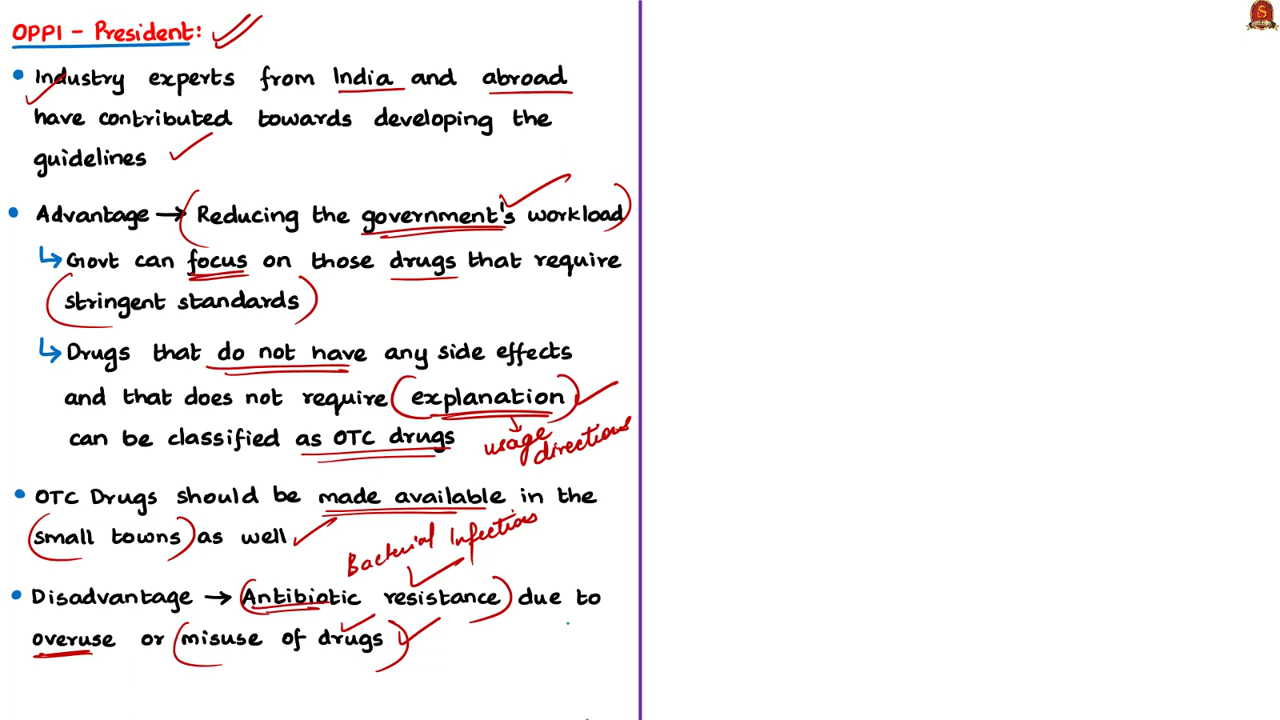 OPPI - President:
• Industry experts from India and abroad
have contributed towards developing the
guidelines
• Advantage → (Reducing the government's workload)
↳ Govt can focus on those drugs that require
(stringent standards)
↳ Drugs that do not have any side effects
and that does not require (explanation)
can be classified as OTC drugs
usage
directions
• OTC Drugs should be made available in the
(small towns) as well
Bacterial Infections
• Disadvantage → (Antibiotic resistance) due to
overuse or (misuse of drugs)